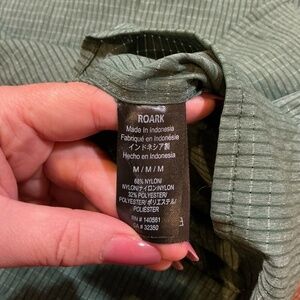 ROARK
Made in Indonesia
Fabriqué en Indonésie
インドネシア製
Hecho en Indonesia
M / M / M
68% NYLON/
NYLON/ナイロン/NYLON
32% POLYESTER/
POLYESTER/ポリエステル/
POLIÉSTER
RN # 140551
CA # 32350